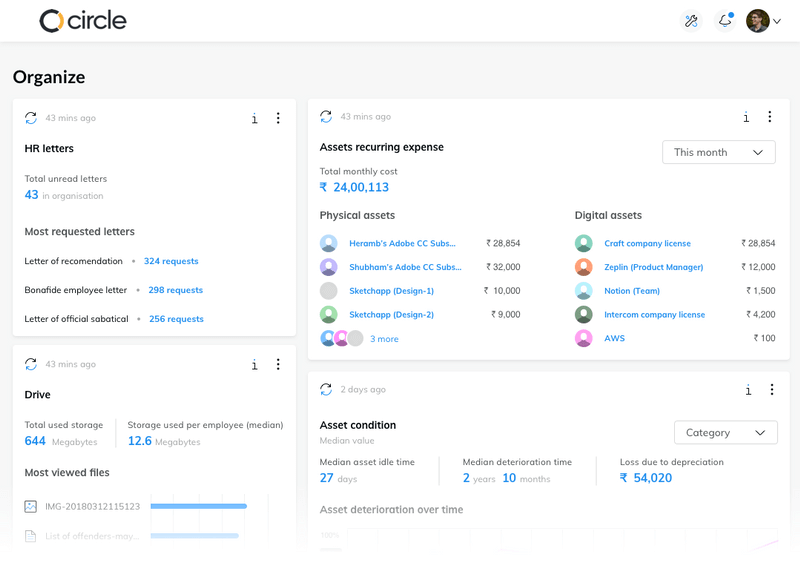 circle
Organize
43 mins ago
HR letters
Total unread letters
43 in organisation
Most requested letters
Letter of recomendation • 324 requests
Bonafide employee letter • 298 requests
Letter of official sabatical • 256 requests
43 mins ago
Drive
Total used storage
644 Megabytes
Storage used per employee (median)
12.6 Megabytes
Most viewed files
IMG-20180312115123
List of offenders-may...
43 mins ago
Assets recurring expense
This month
Total monthly cost
₹ 24,00,113
Physical assets
Heramb's Adobe CC Subs... ₹ 28,854
Shubham's Adobe CC Subs... ₹ 32,000
Sketchapp (Design-1) ₹ 10,000
Sketchapp (Design-2) ₹ 9,000
3 more
Digital assets
Craft company license ₹ 28,854
Zeplin (Product Manager) ₹ 12,000
Notion (Team) ₹ 1,500
Intercom company license ₹ 4,200
AWS ₹ 100
2 days ago
Asset condition
Median value
Category
Median asset idle time
27 days
Median deterioration time
2 years 10 months
Loss due to depreciation
₹ 54,020
Asset deterioration over time
100%